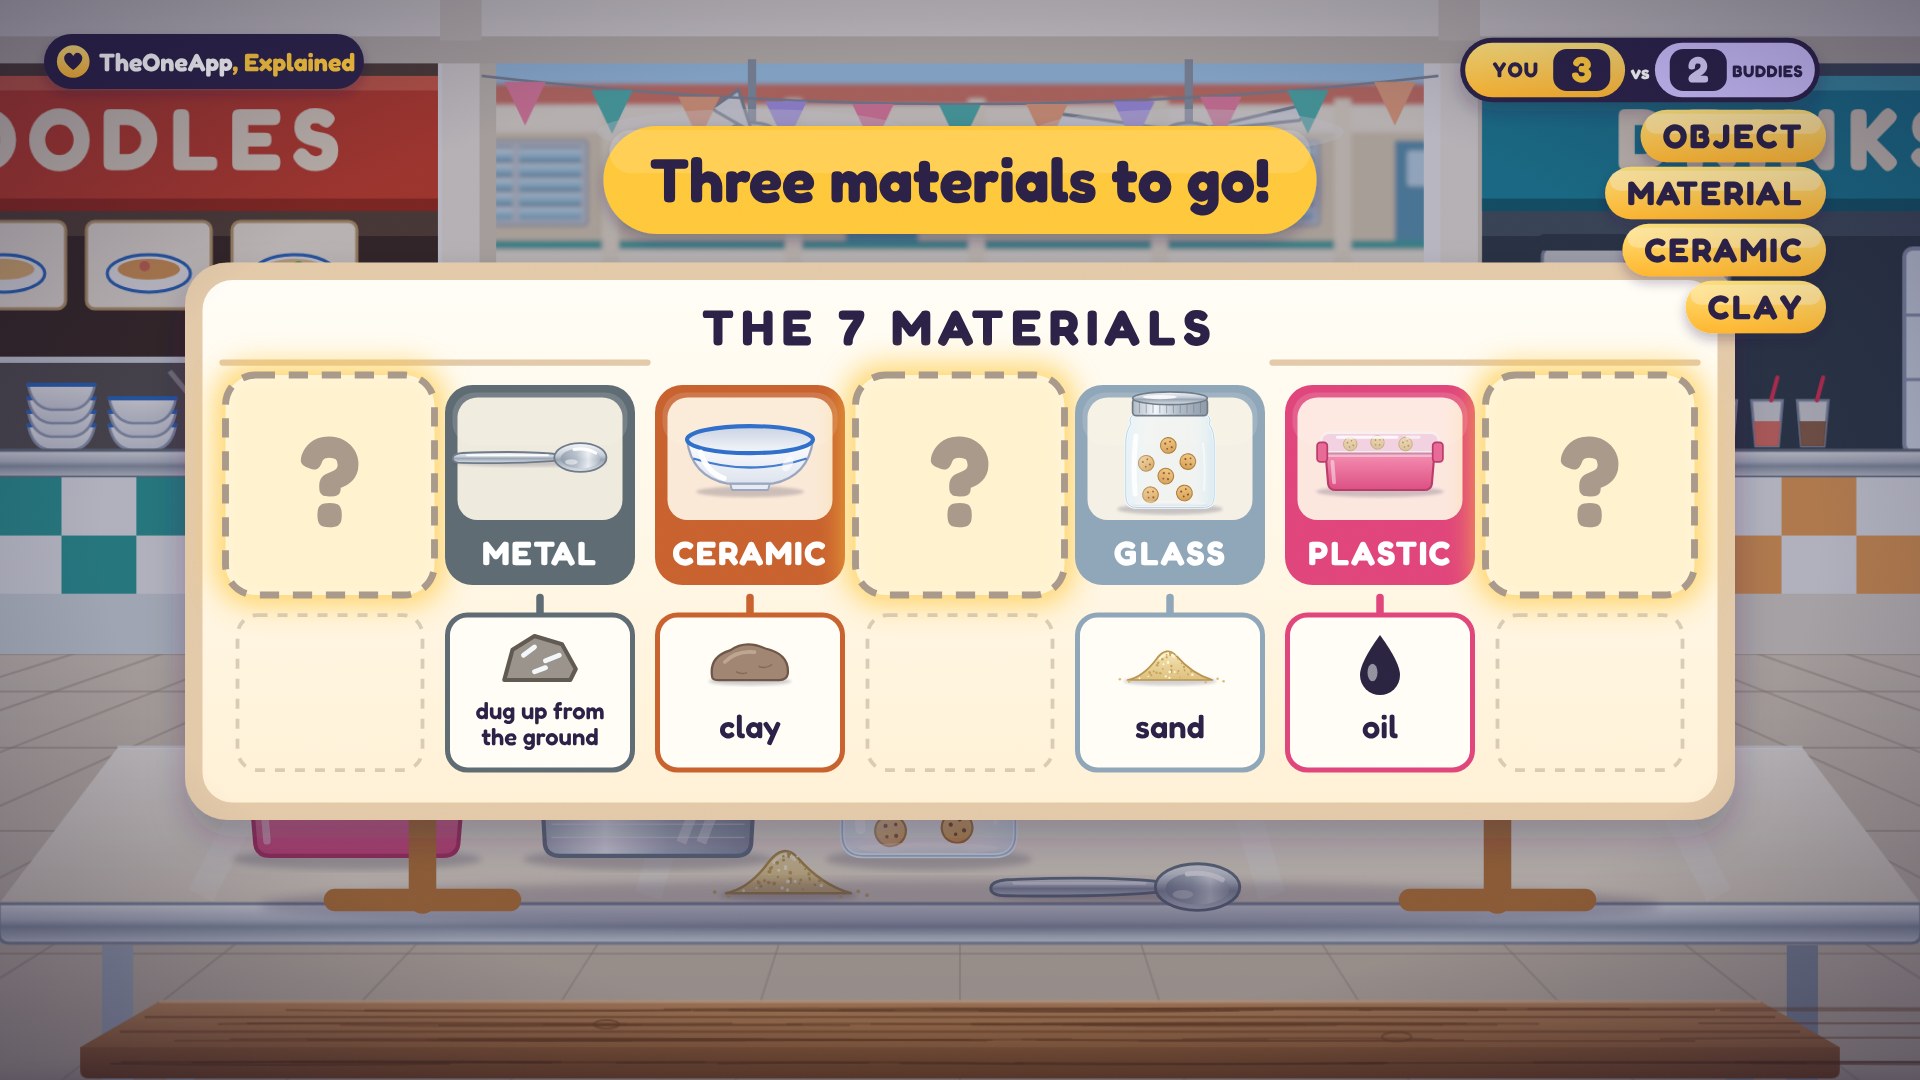 TheOneApp, Explained
YOU 3 vs 2 BUDDIES
OODLES
Three materials to go!
OBJECT
MATERIAL
CERAMIC
CLAY
THE 7 MATERIALS
?
METAL
CERAMIC
?
GLASS
PLASTIC
?
dug up from
the ground
clay
sand
oil